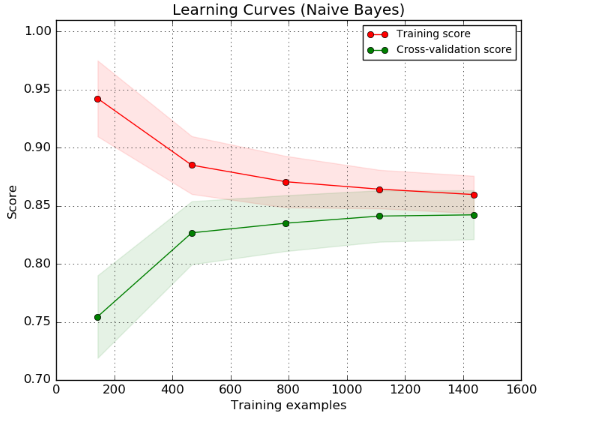 Learning Curves (Naive Bayes)
1.00
0.95
0.90
0.85
0.80
0.75
0.70
Score
Training score
Cross-validation score
0 200 400 600 800 1000 1200 1400 1600
Training examples